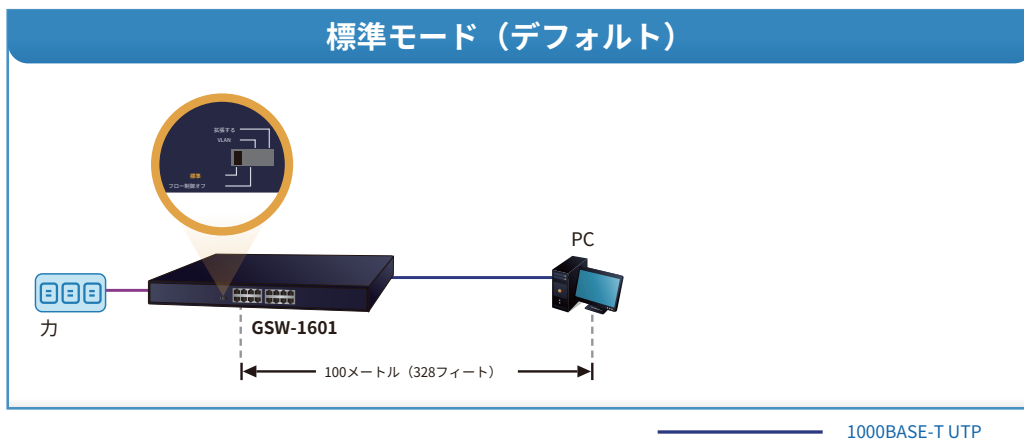 標準モード（デフォルト）
拡張する
VLAN
標準
フロー制御オフ
PC
力
GSW-1601
100メートル（328フィート）
1000BASE-T UTP